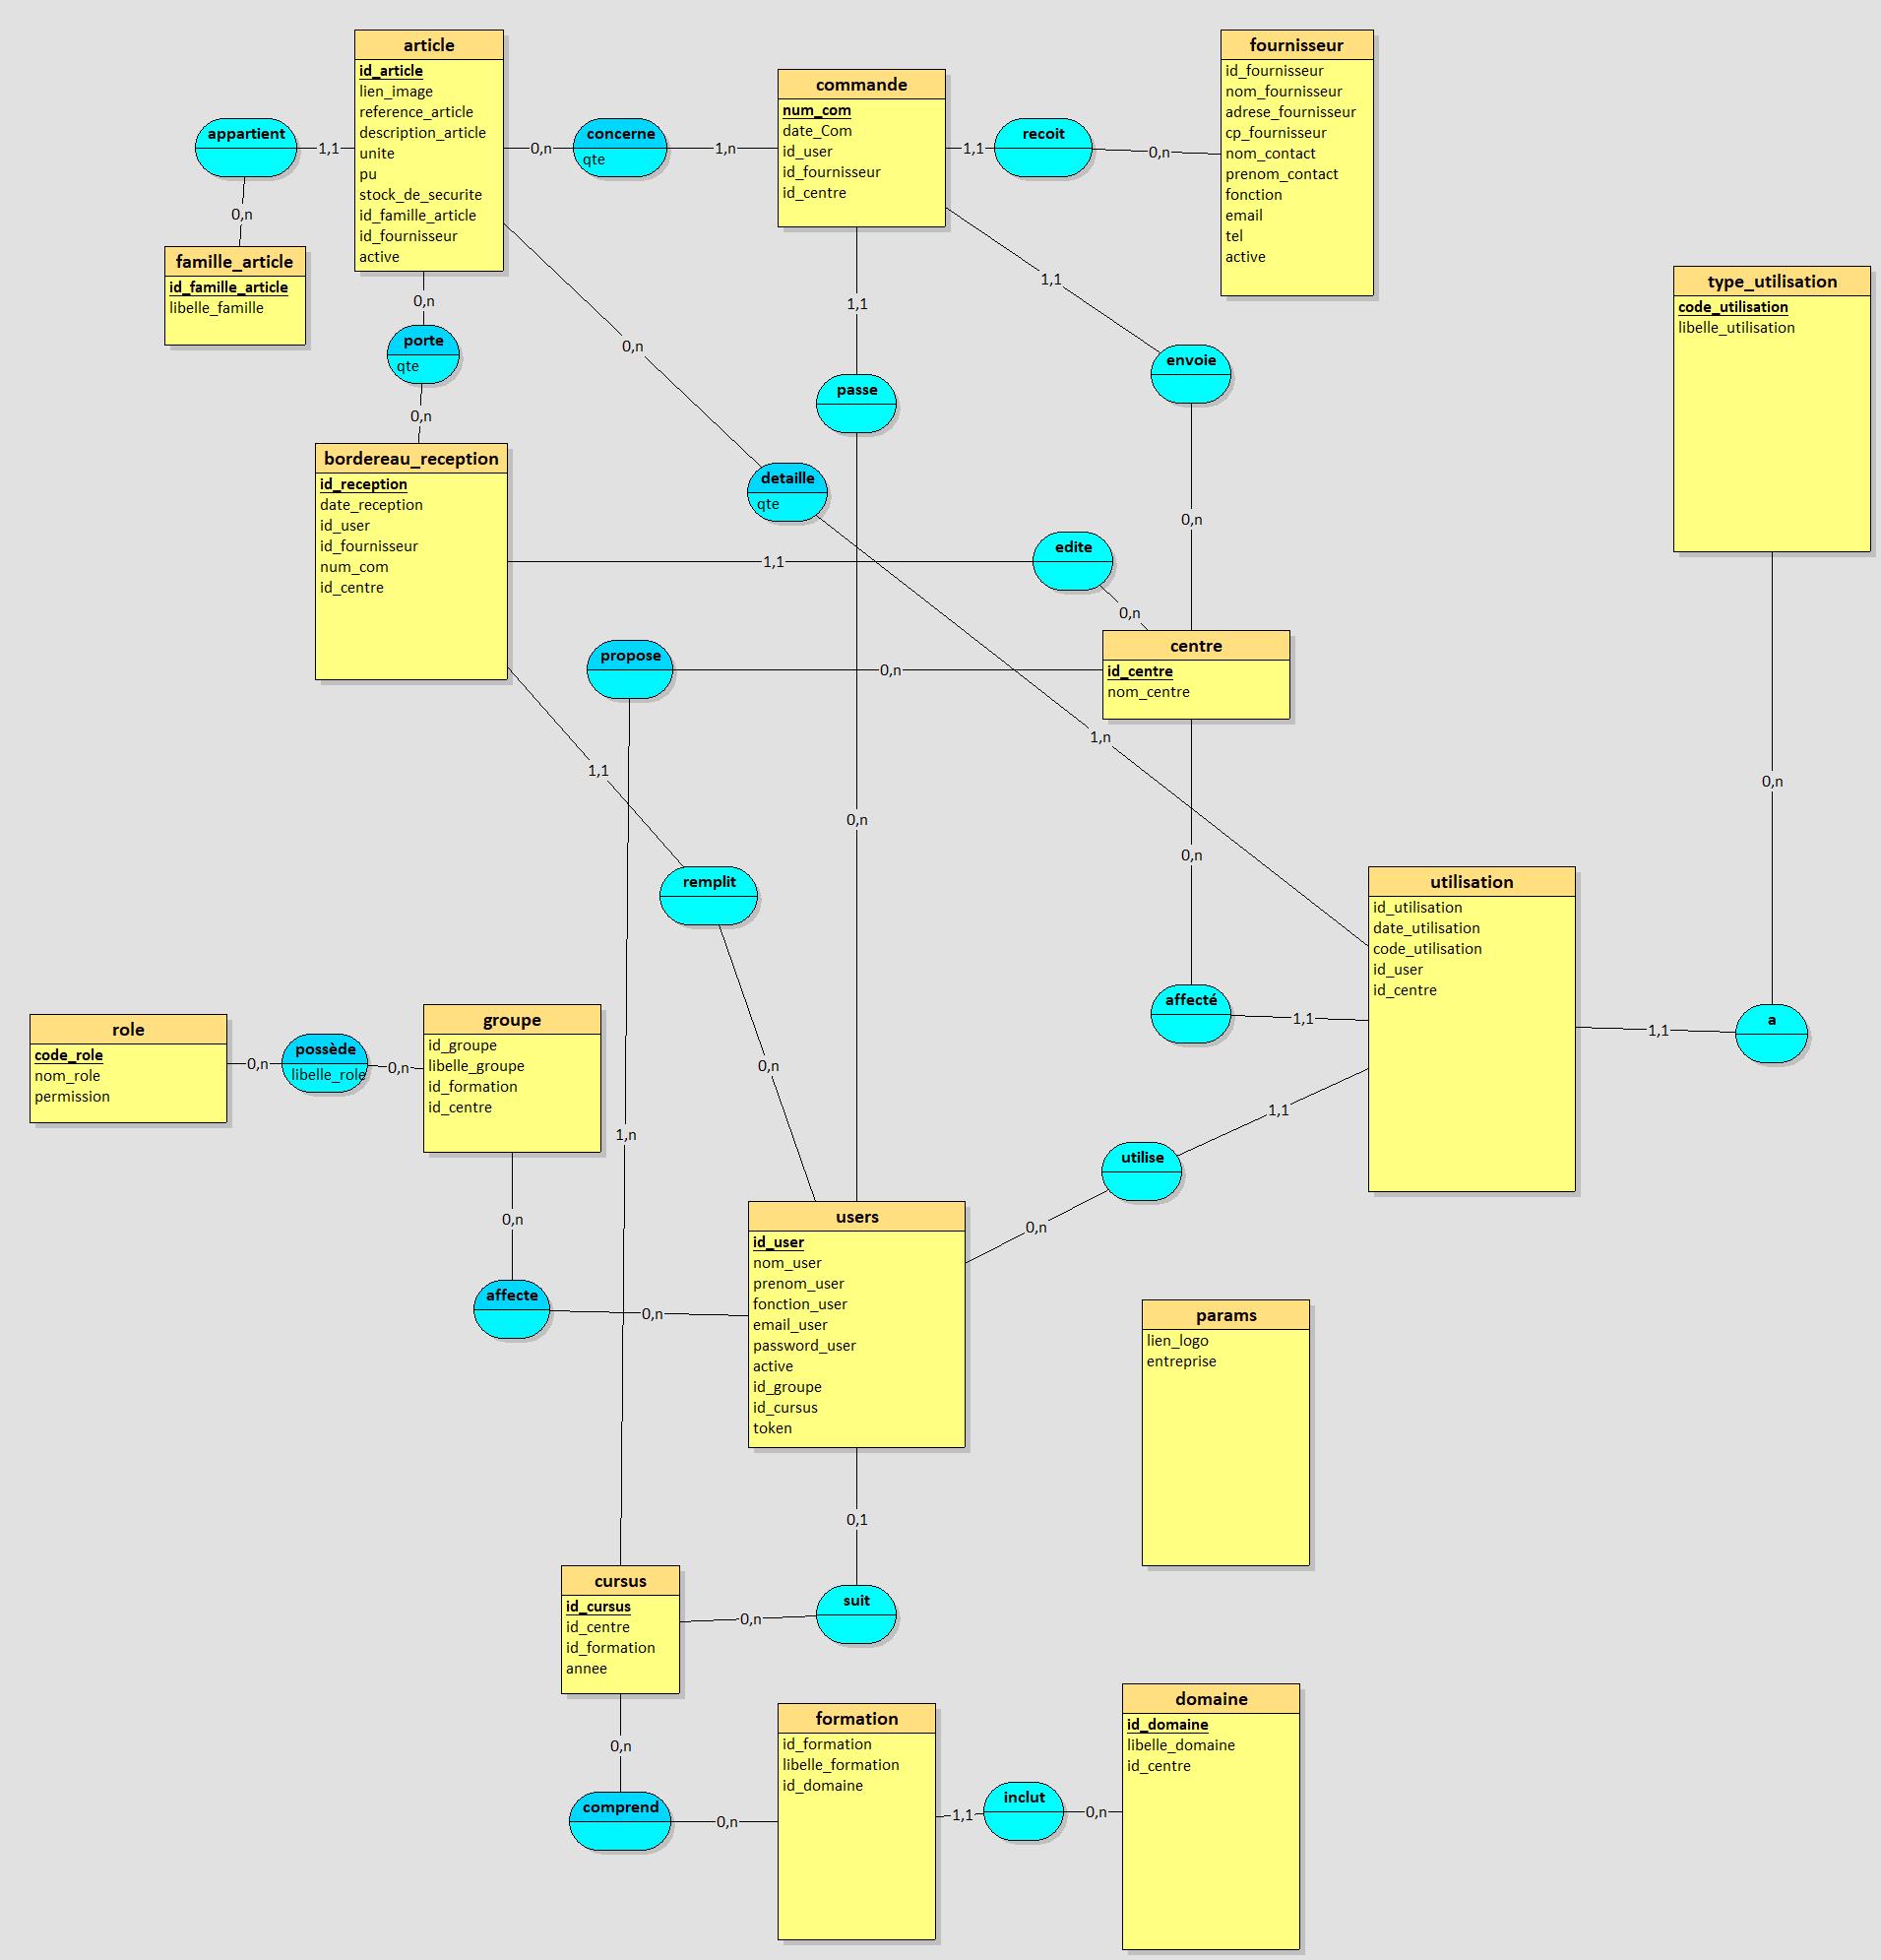 article
id_article
lien_image
reference_article
description_article
unite
pu
stock_de_securite
id_famille_article
id_fournisseur
active
commande
num_com
date_Com
id_user
id_fournisseur
id_centre
fournisseur
id_fournisseur
nom_fournisseur
adrese_fournisseur
cp_fournisseur
nom_contact
prenom_contact
fonction
email
tel
active
appartient
1,1
0,n
concerne
qte
1,n
1,1
recoit
0,n
0,n
famille_article
id_famille_article
libelle_famille
type_utilisation
code_utilisation
libelle_utilisation
0,n
porte
qte
0,n
0,n
1,1
1,1
envoie
passe
bordereau_reception
id_reception
date_reception
id_user
id_fournisseur
num_com
id_centre
detaille
qte
0,n
edite
1,1
0,n
centre
id_centre
nom_centre
propose
0,n
1,n
1,1
0,n
0,n
0,n
remplit
utilisation
id_utilisation
date_utilisation
code_utilisation
id_user
id_centre
affecté
1,1
1,1
a
role
code_role
nom_role
permission
0,n
possède
libelle_role
0,n
groupe
id_groupe
libelle_groupe
id_formation
id_centre
0,n
1,n
1,1
utilise
0,n
0,n
users
id_user
nom_user
prenom_user
fonction_user
email_user
password_user
active
id_groupe
id_cursus
token
affecte
0,n
params
lien_logo
entreprise
0,1
cursus
id_cursus
id_centre
id_formation
annee
0,n
suit
0,n
formation
id_formation
libelle_formation
id_domaine
domaine
id_domaine
libelle_domaine
id_centre
comprend
0,n
1,1
inclut
0,n